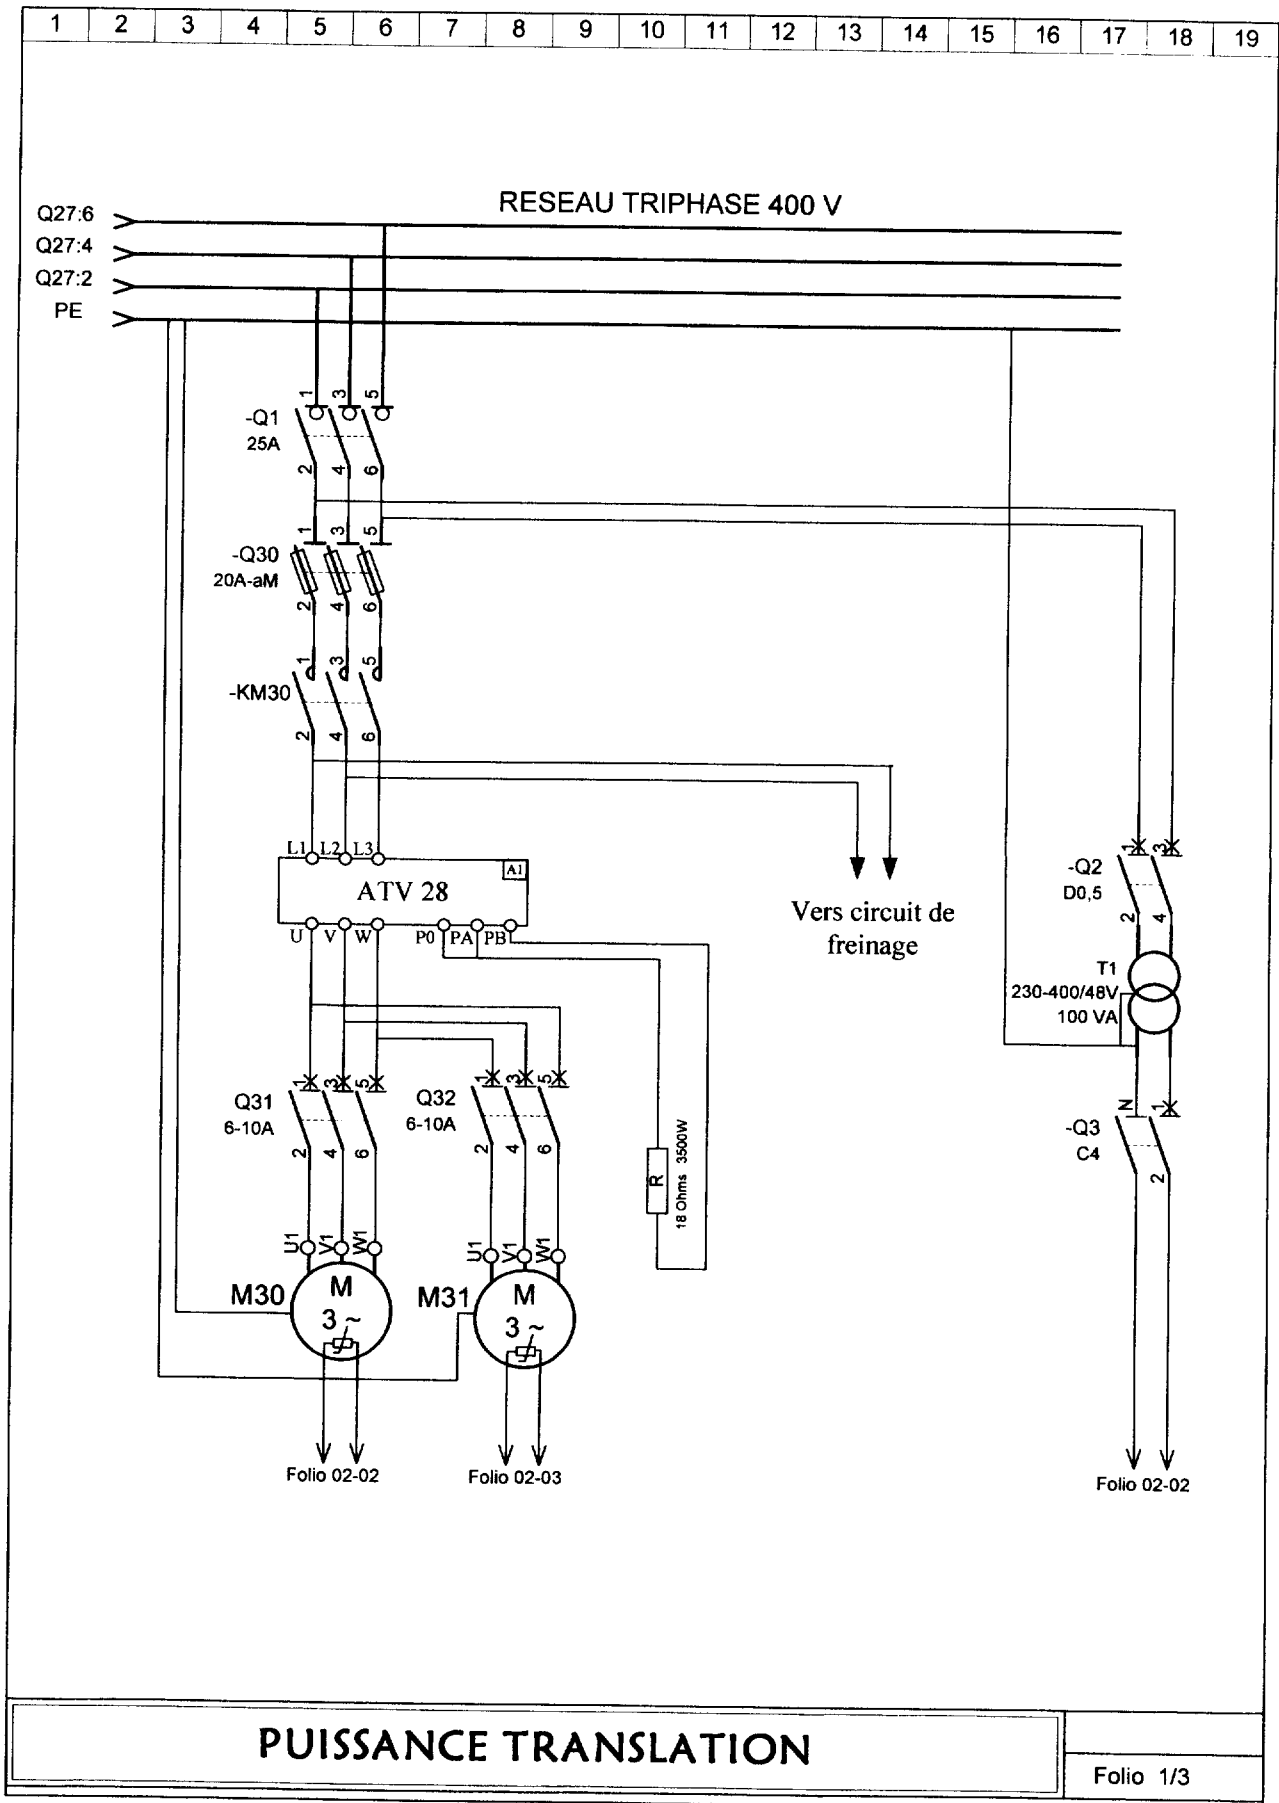 1 2 3 4 5 6 7 8 9 10 11 12 13 14 15 16 17 18 19
RESEAU TRIPHASE 400 V
Q27:6
Q27:4
Q27:2
PE
1 3 5
-Q1
25A
2 4 6
1 3 5
-Q30
20A-aM
2 4 6
1 3 5
-KM30
2 4 6
L1 L2 L3
A1
ATV 28
U V W P0 PA PB
Vers circuit de
freinage
1 3
-Q2
D0,5
2 4
T1
230-400/48V
100 VA
1 3 5
Q31
6-10A
2 4 6
1 3 5
Q32
6-10A
2 4 6
R
18 Ohms 3500W
N 1
-Q3
C4
2
U1 V1 W1
M30
M
3 ~
U1 V1 W1
M31
M
3 ~
Folio 02-02
Folio 02-03
Folio 02-02
PUISSANCE TRANSLATION
Folio 1/3